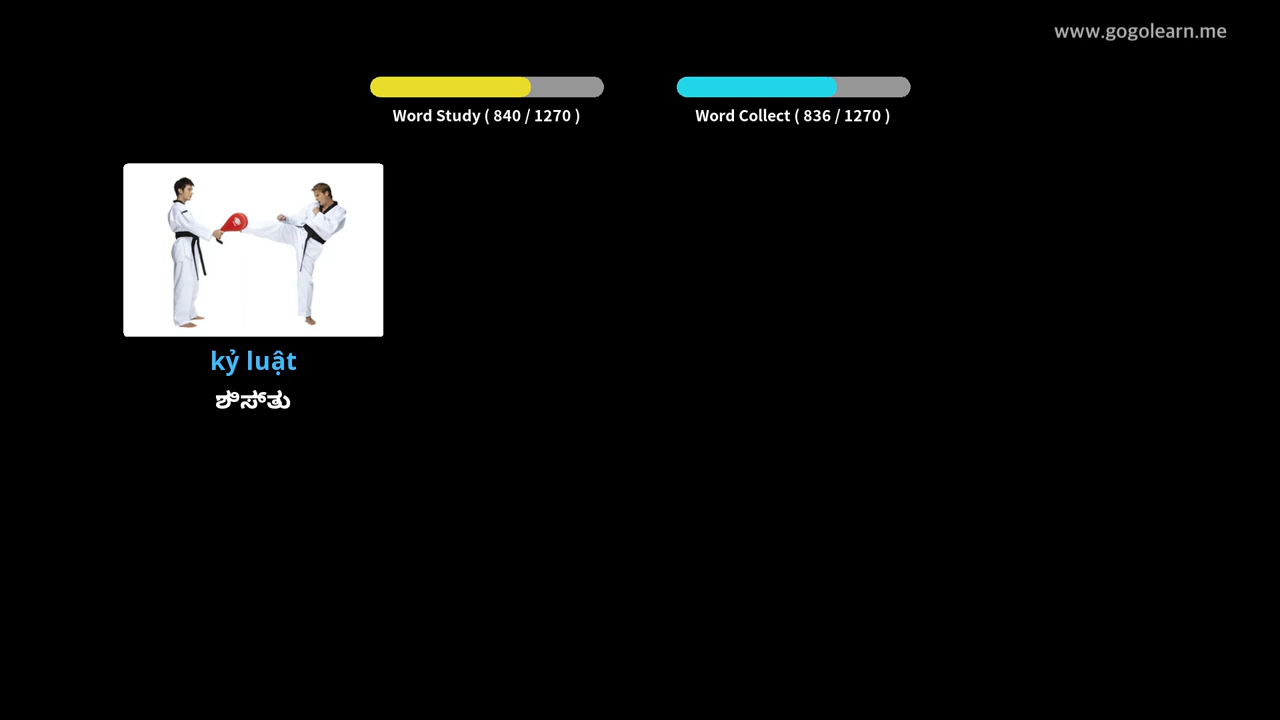 www.gogolearn.me
Word Study ( 840 / 1270 )
Word Collect ( 836 / 1270 )
kỷ luật
ಶಿಸ್ತು